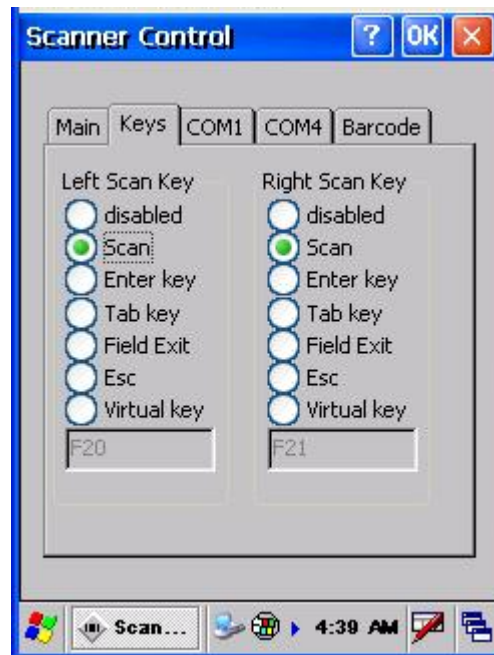 Scanner Control ? OK
Main Keys COM1 COM4 Barcode
Left Scan Key
disabled
Scan
Enter key
Tab key
Field Exit
Esc
Virtual key
F20
Right Scan Key
disabled
Scan
Enter key
Tab key
Field Exit
Esc
Virtual key
F21
Scan... 4:39 AM